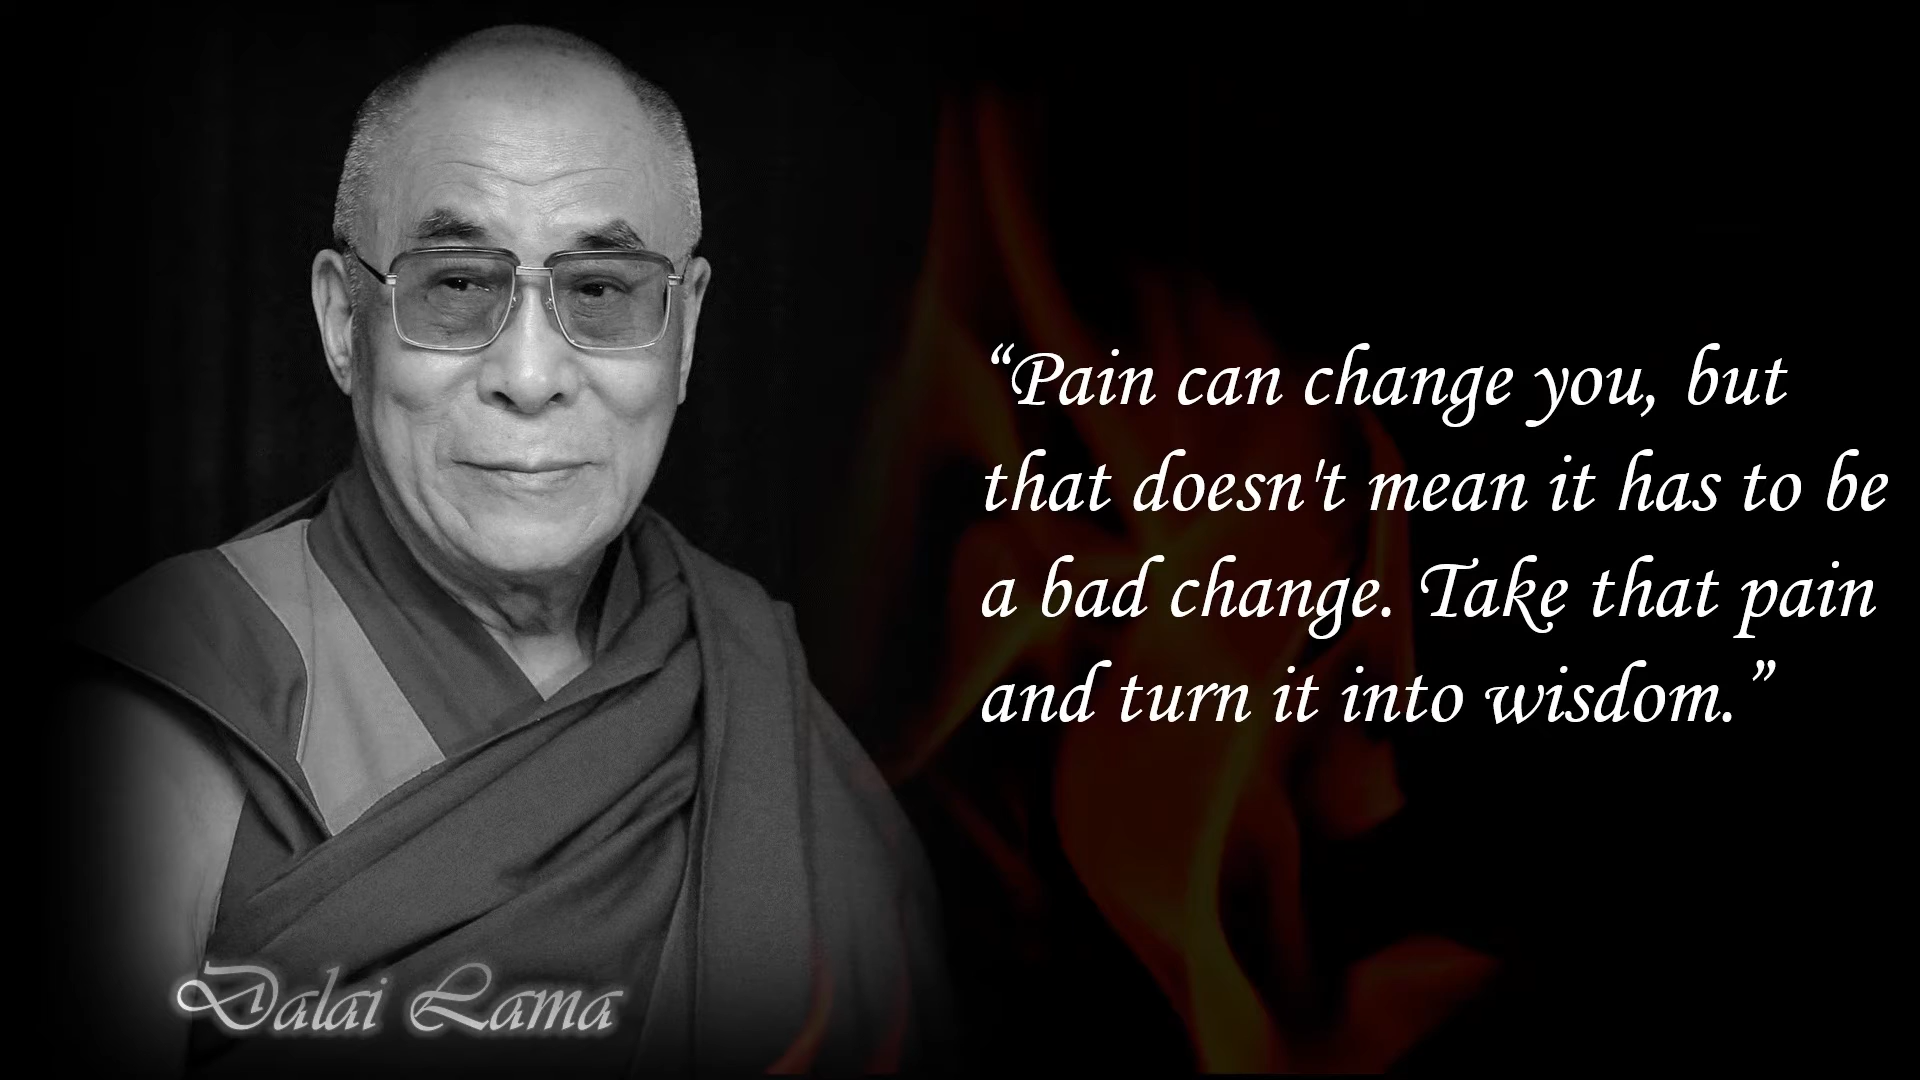 “Pain can change you, but
that doesn't mean it has to be
a bad change. Take that pain
and turn it into wisdom.”
Dalai Lama